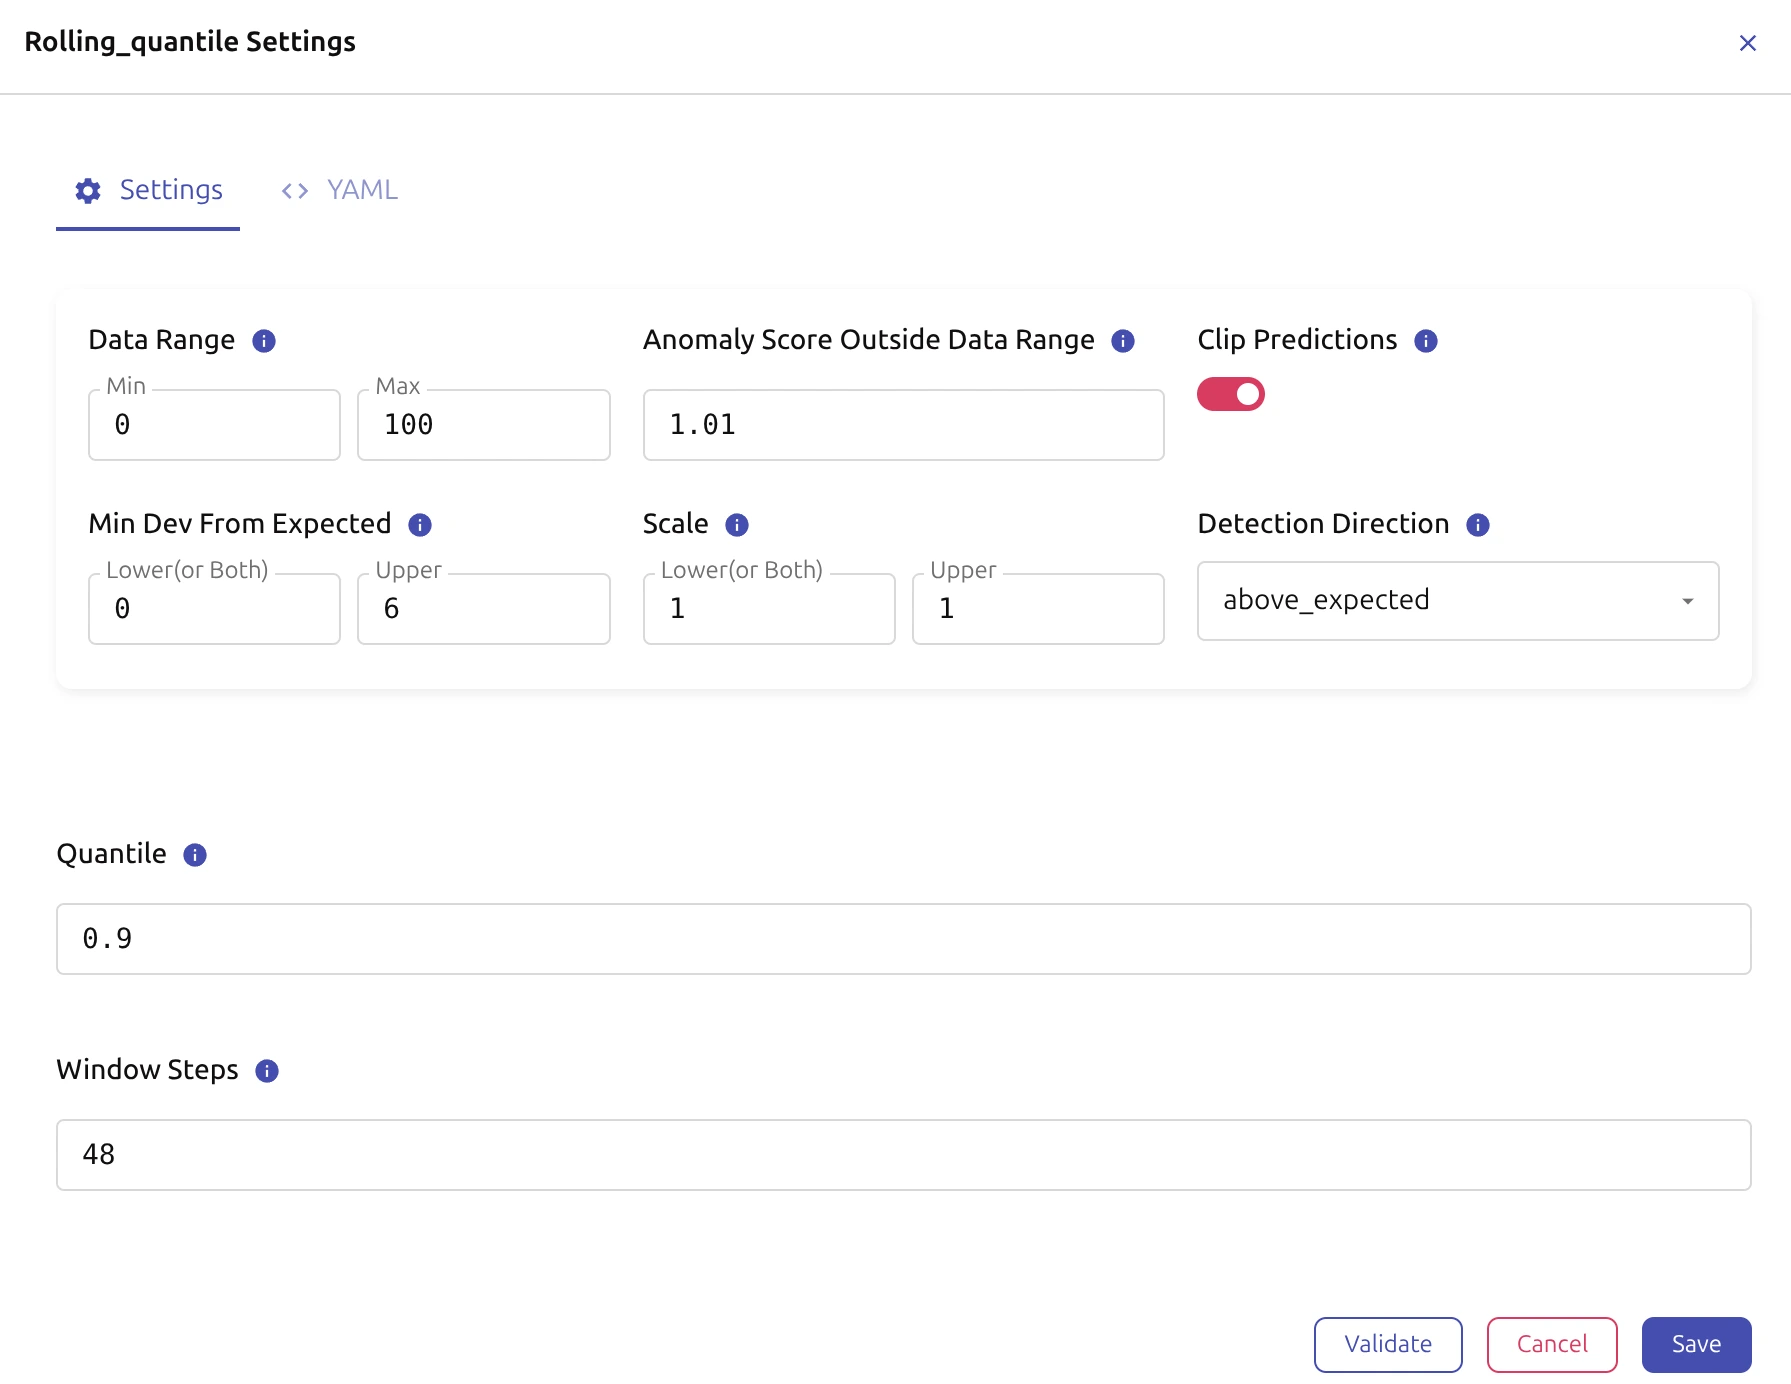 Rolling_quantile Settings
Settings
YAML
Data Range
Min
0
Max
100
Anomaly Score Outside Data Range
1.01
Clip Predictions
Min Dev From Expected
Lower(or Both)
0
Upper
6
Scale
Lower(or Both)
1
Upper
1
Detection Direction
above_expected
Quantile
0.9
Window Steps
48
Validate
Cancel
Save